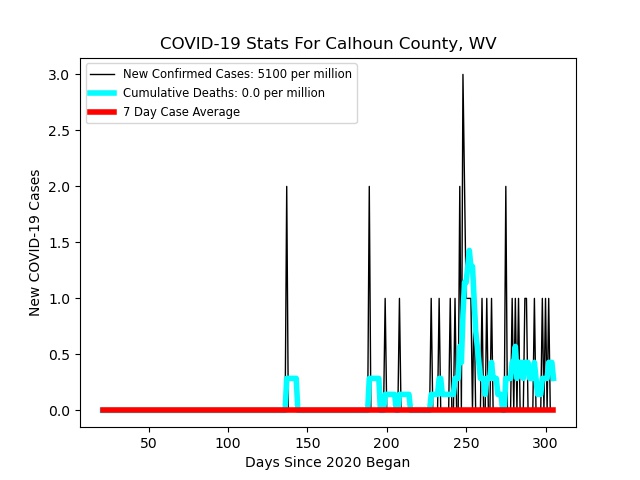 COVID-19 Stats For Calhoun County, WV
New Confirmed Cases: 5100 per million
Cumulative Deaths: 0.0 per million
7 Day Case Average
New COVID-19 Cases
3.0
2.5
2.0
1.5
1.0
0.5
0.0
50 100 150 200 250 300
Days Since 2020 Began